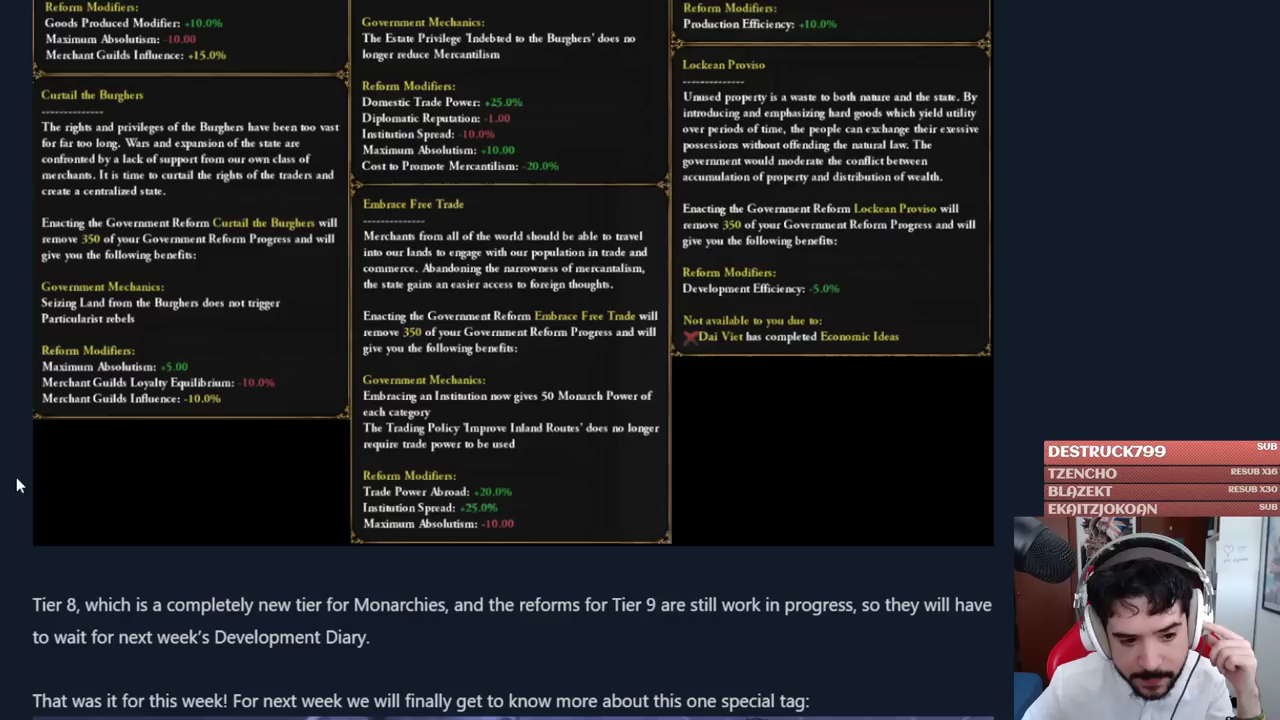 Reform Modifiers:
Goods Produced Modifier: +10.0%
Maximum Absolutism: -10.00
Merchant Guilds Influence: +15.0%
Curtail the Burghers
--------------
The rights and privileges of the Burghers have been too vast
for far too long. Wars and expansion of the state are
confronted by a lack of support from our own class of
merchants. It is time to curtail the rights of the traders and
create a centralized state.
Enacting the Government Reform Curtail the Burghers will
remove 350 of your Government Reform Progress and will
give you the following benefits:
Government Mechanics:
Seizing Land from the Burghers does not trigger
Particularist rebels
Reform Modifiers:
Maximum Absolutism: +5.00
Merchant Guilds Loyalty Equilibrium: -10.0%
Merchant Guilds Influence: -10.0%
Government Mechanics:
The Estate Privilege 'Indebted to the Burghers' does no
longer reduce Mercantilism
Reform Modifiers:
Domestic Trade Power: +25.0%
Diplomatic Reputation: -1.00
Institution Spread: -10.0%
Maximum Absolutism: +10.00
Cost to Promote Mercantilism: -20.0%
Embrace Free Trade
--------------
Merchants from all of the world should be able to travel
into our lands to engage with our population in trade and
commerce. Abandoning the narrowness of mercantalism,
the state gains an easier access to foreign thoughts.
Enacting the Government Reform Embrace Free Trade will
remove 350 of your Government Reform Progress and will
give you the following benefits:
Government Mechanics:
Embracing an Institution now gives 50 Monarch Power of
each category
The Trading Policy 'Improve Inland Routes' does no longer
require trade power to be used
Reform Modifiers:
Trade Power Abroad: +20.0%
Institution Spread: +25.0%
Maximum Absolutism: -10.00
Reform Modifiers:
Production Efficiency: +10.0%
Lockean Proviso
--------------
Unused property is a waste to both nature and the state. By
introducing and emphasizing hard goods which yield utility
over periods of time, the people can exchange their exessive
possessions without offending the natural law. The
government would moderate the conflict between
accumulation of property and distribution of wealth.
Enacting the Government Reform Lockean Proviso will
remove 350 of your Government Reform Progress and will
give you the following benefits:
Reform Modifiers:
Development Efficiency: -5.0%
Not available to you due to:
Dai Viet has completed Economic Ideas
DESTRUCK799 SUB
TZENCHO RESUB X16
BLAZEKT RESUB X30
EKAITZJOKOAN SUB
Tier 8, which is a completely new tier for Monarchies, and the reforms for Tier 9 are still work in progress, so they will have
to wait for next week's Development Diary.
That was it for this week! For next week we will finally get to know more about this one special tag: